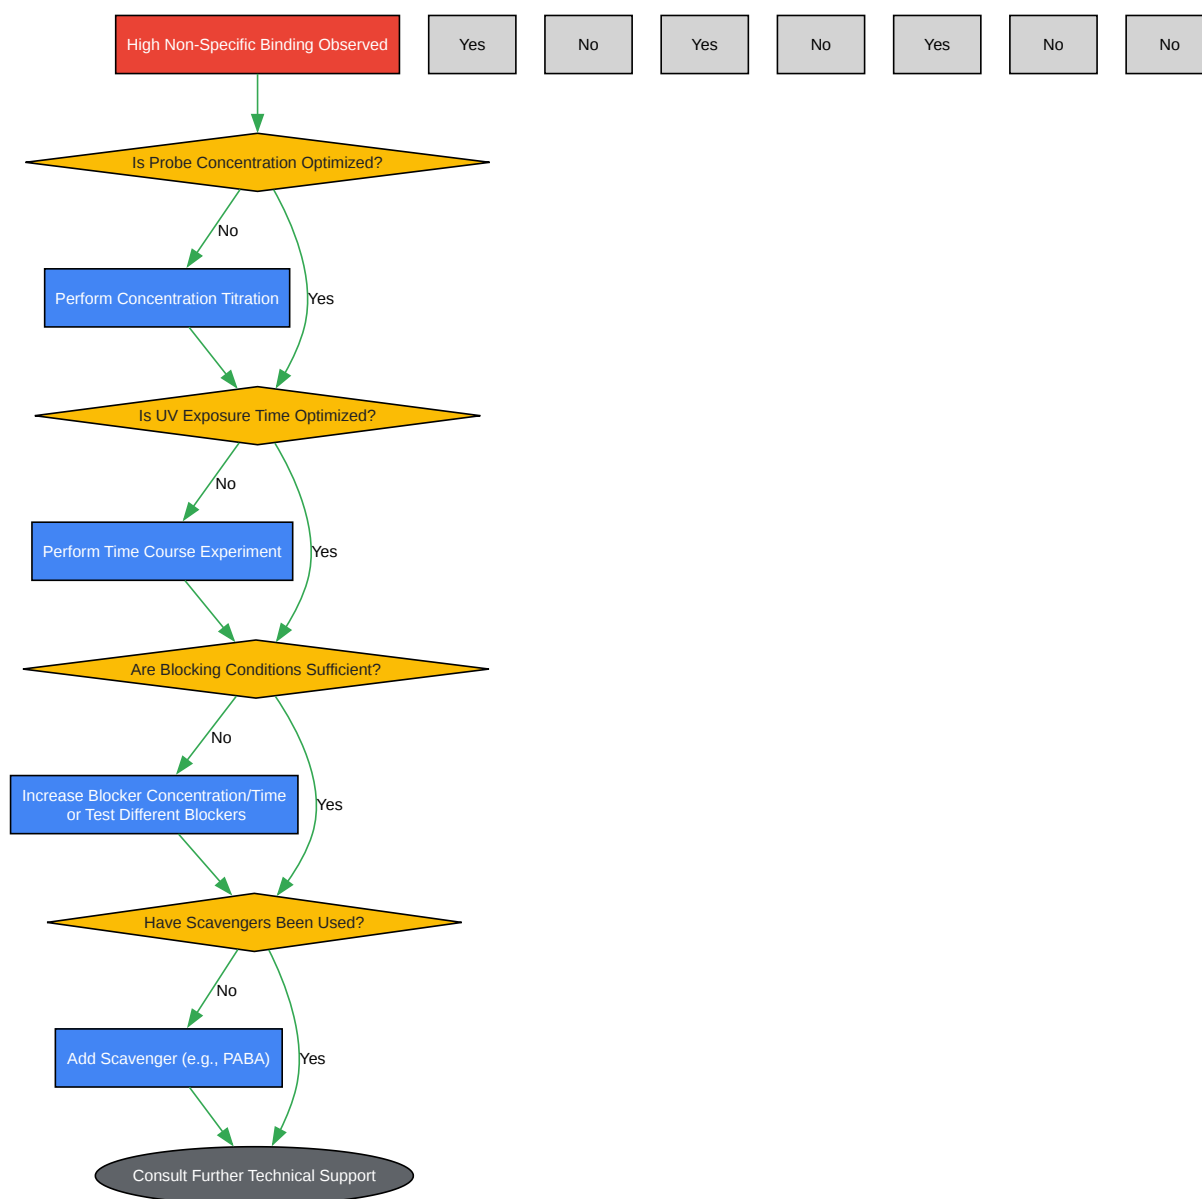 High Non-Specific Binding Observed
Yes
No
Yes
No
Yes
No
No
Is Probe Concentration Optimized?
No
Perform Concentration Titration
Yes
Is UV Exposure Time Optimized?
No
Perform Time Course Experiment
Yes
Are Blocking Conditions Sufficient?
No
Increase Blocker Concentration/Time
or Test Different Blockers
Yes
Have Scavengers Been Used?
No
Add Scavenger (e.g., PABA)
Yes
Consult Further Technical Support